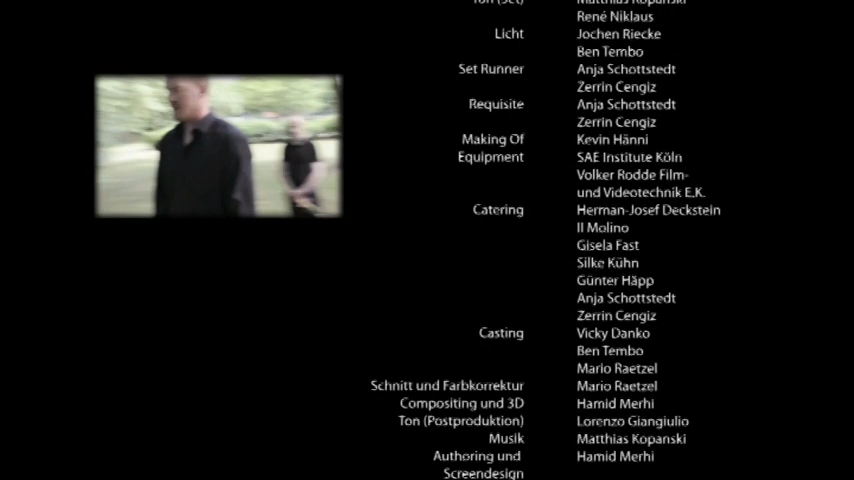 Ton (Set) Matthias Kopanski
René Niklaus
Licht Jochen Riecke
Ben Tembo
Set Runner Anja Schottstedt
Zerrin Cengiz
Requisite Anja Schottstedt
Zerrin Cengiz
Making Of Kevin Hänni
Equipment SAE Institute Köln
Volker Rodde Film-
und Videotechnik E.K.
Catering Herman-Josef Deckstein
Il Molino
Gisela Fast
Silke Kühn
Günter Häpp
Anja Schottstedt
Zerrin Cengiz
Casting Vicky Danko
Ben Tembo
Mario Raetzel
Schnitt und Farbkorrektur Mario Raetzel
Compositing und 3D Hamid Merhi
Ton (Postproduktion) Lorenzo Giangiulio
Musik Matthias Kopanski
Authoring und Hamid Merhi
Screendesign